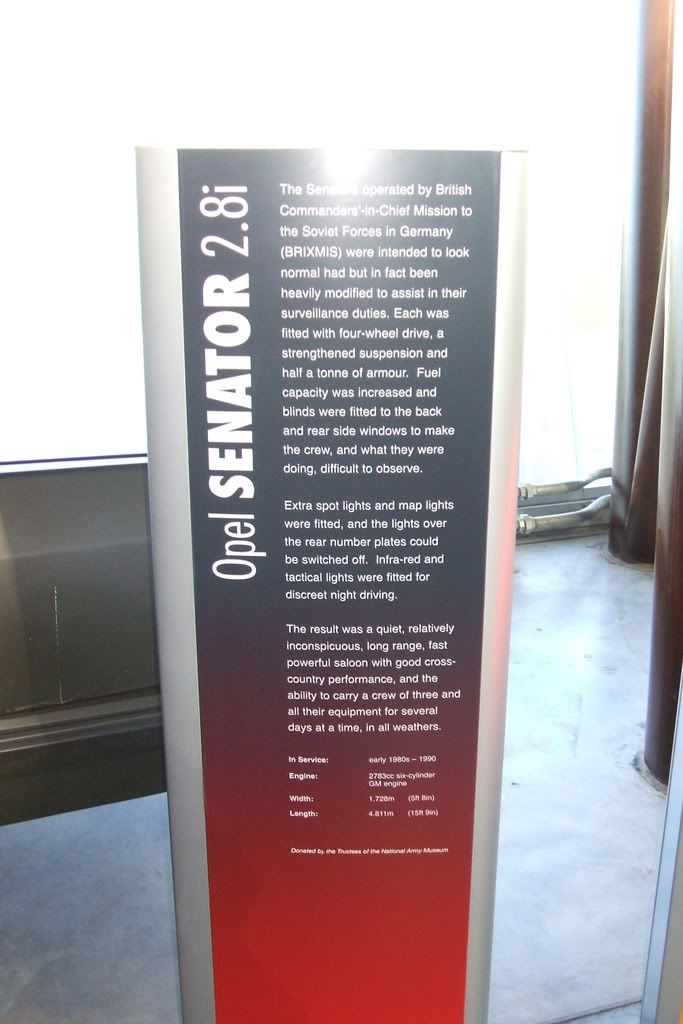 Opel SENATOR 2.8i
The Senators operated by British
Commanders'-in-Chief Mission to
the Soviet Forces in Germany
(BRIXMIS) were intended to look
normal had but in fact been
heavily modified to assist in their
surveillance duties. Each was
fitted with four-wheel drive, a
strengthened suspension and
half a tonne of armour. Fuel
capacity was increased and
blinds were fitted to the back
and rear side windows to make
the crew, and what they were
doing, difficult to observe.
Extra spot lights and map lights
were fitted, and the lights over
the rear number plates could
be switched off. Infra-red and
tactical lights were fitted for
discreet night driving.
The result was a quiet, relatively
inconspicuous, long range, fast
powerful saloon with good cross-
country performance, and the
ability to carry a crew of three and
all their equipment for several
days at a time, in all weathers.
In Service: early 1980s – 1990
Engine: 2783cc six-cylinder
GM engine
Width: 1.728m (5ft 8in)
Length: 4.811m (15ft 9in)
Donated by the Trustees of the National Army Museum